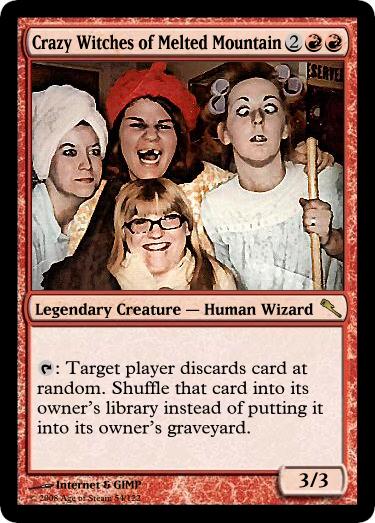 Crazy Witches of Melted Mountain 2
RESERVE
Legendary Creature — Human Wizard
: Target player discards card at
random. Shuffle that card into its
owner's library instead of putting it
into its owner's graveyard.
Internet & GIMP
3/3
© 2008 Age of Steam 54/122